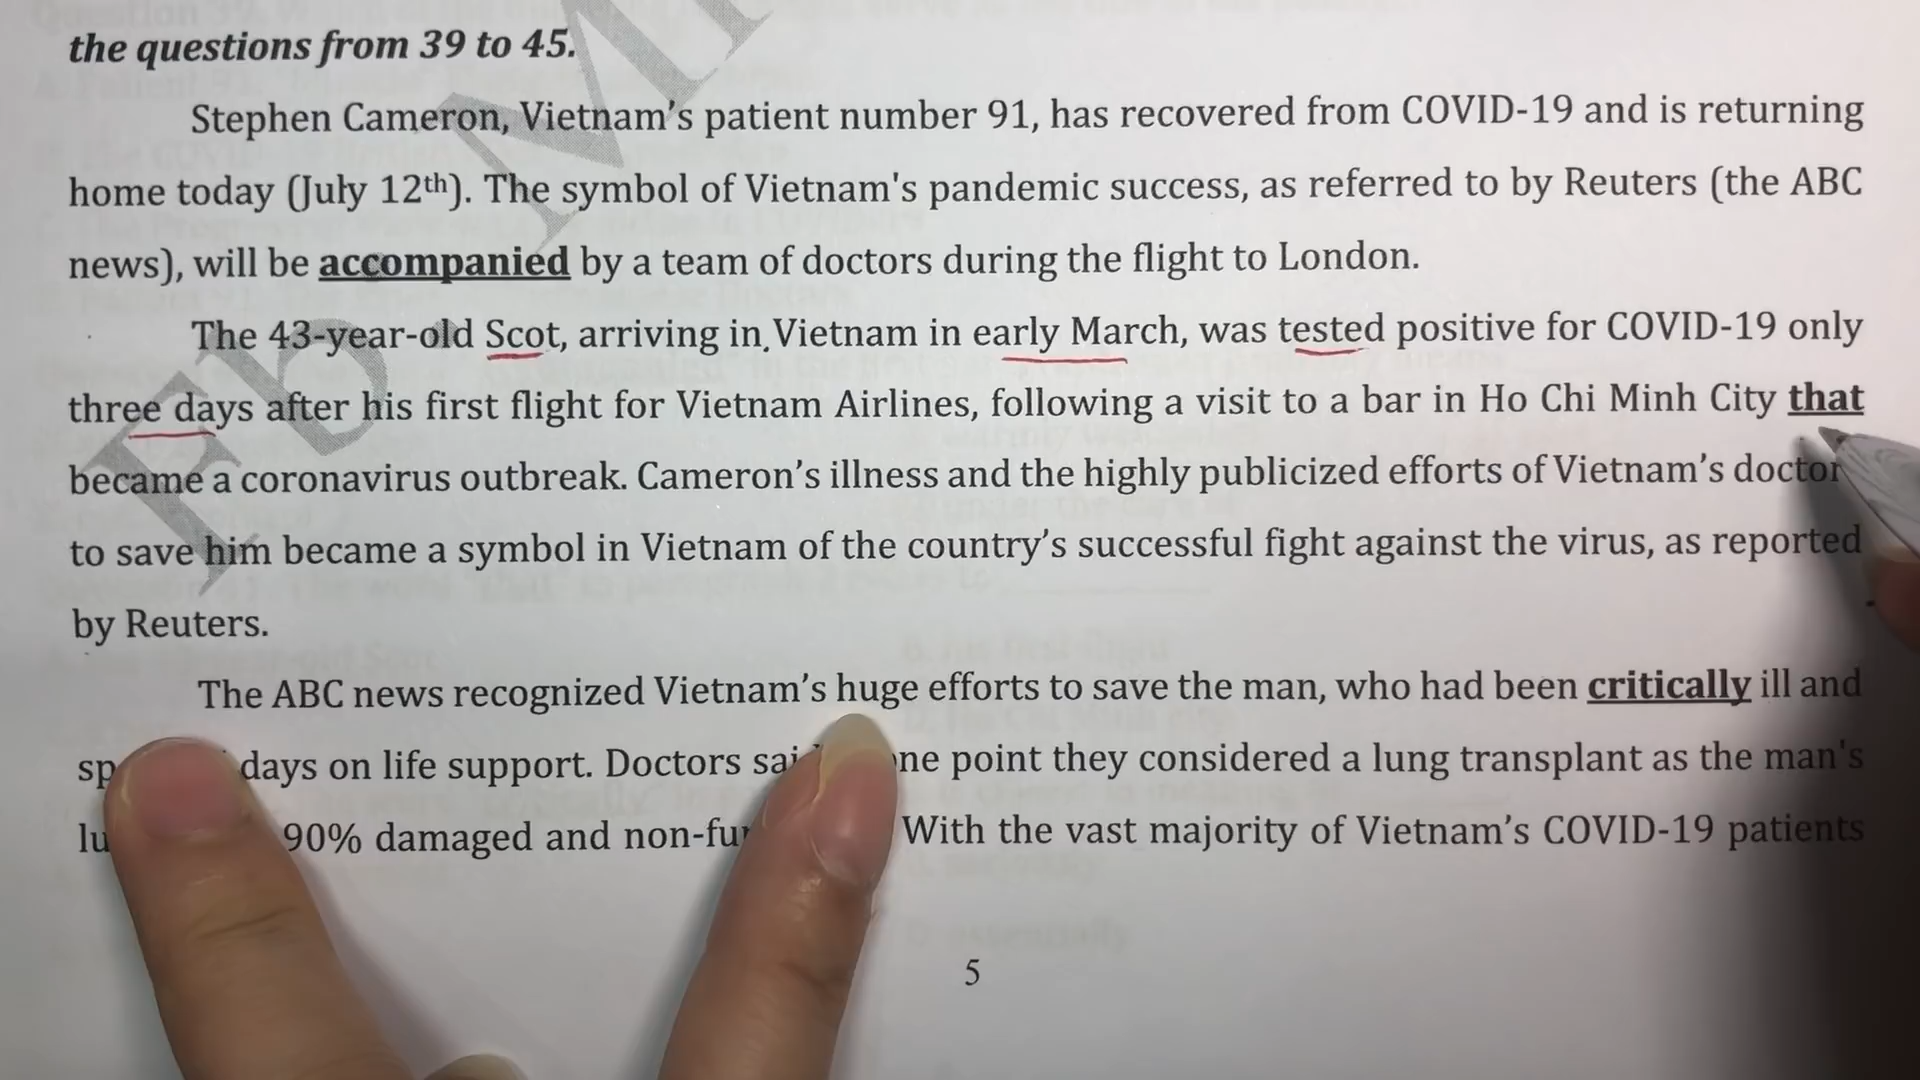 the questions from 39 to 45.
Stephen Cameron, Vietnam's patient number 91, has recovered from COVID-19 and is returning
home today (July 12th). The symbol of Vietnam's pandemic success, as referred to by Reuters (the ABC
news), will be accompanied by a team of doctors during the flight to London.
The 43-year-old Scot, arriving in Vietnam in early March, was tested positive for COVID-19 only
three days after his first flight for Vietnam Airlines, following a visit to a bar in Ho Chi Minh City that
became a coronavirus outbreak. Cameron's illness and the highly publicized efforts of Vietnam's doctor
to save him became a symbol in Vietnam of the country's successful fight against the virus, as reported
by Reuters.
The ABC news recognized Vietnam's huge efforts to save the man, who had been critically ill and
days on life support. Doctors they considered a lung transplant as the man's
90% damaged and With the vast majority of Vietnam's COVID-19 patients
5